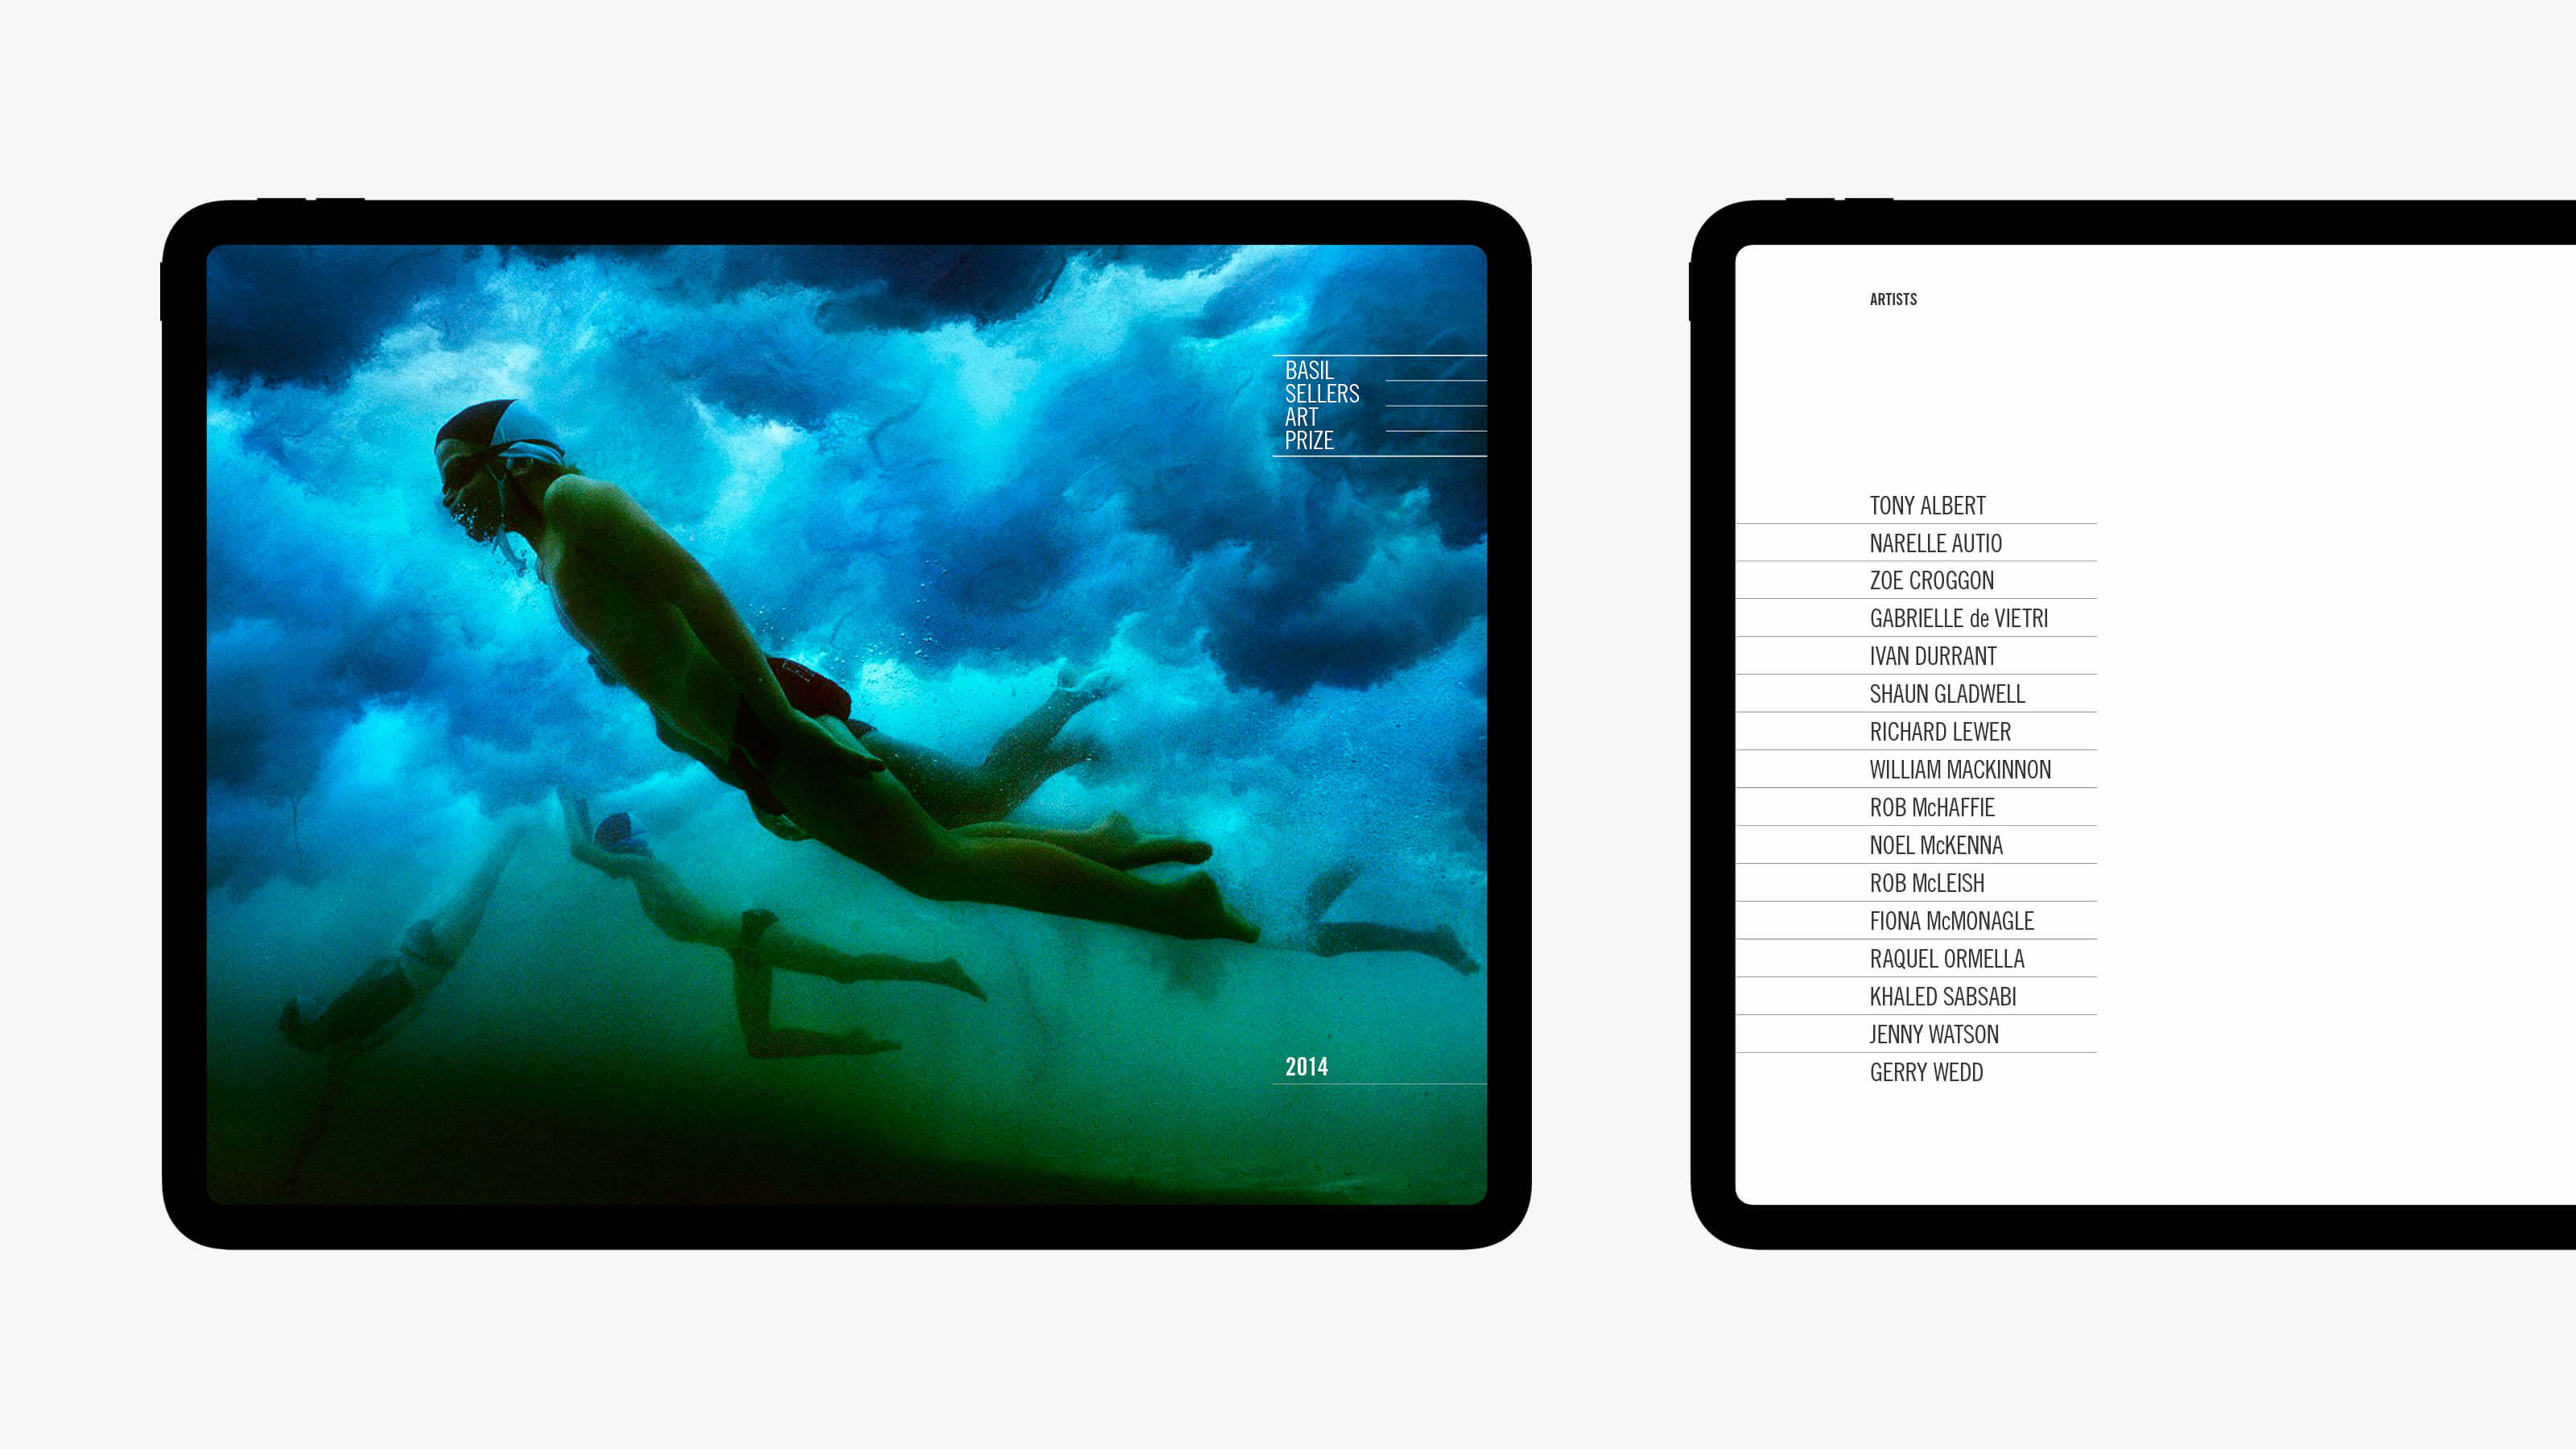 BASIL
SELLERS
ART
PRIZE
2014
ARTISTS
TONY ALBERT
NARELLE AUTIO
ZOE CROGGON
GABRIELLE de VIETRI
IVAN DURRANT
SHAUN GLADWELL
RICHARD LEWER
WILLIAM MACKINNON
ROB McHAFFIE
NOEL McKENNA
ROB McLEISH
FIONA McMONAGLE
RAQUEL ORMELLA
KHALED SABSABI
JENNY WATSON
GERRY WEDD